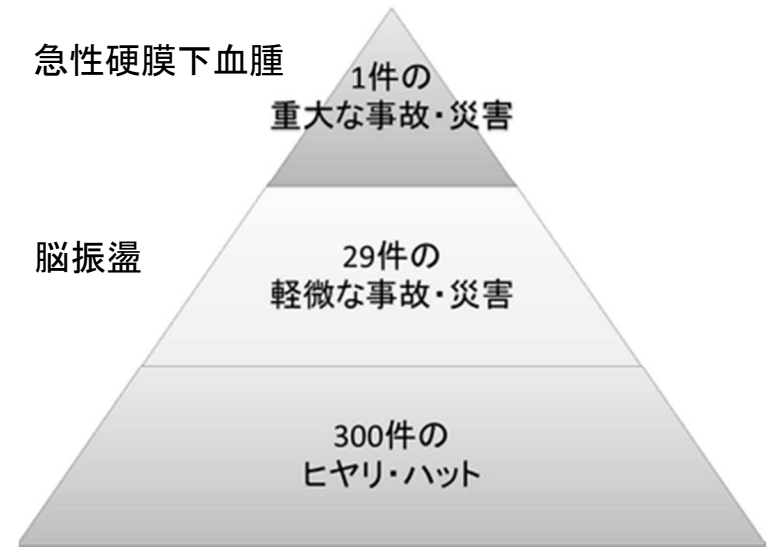 急性硬膜下血腫
1件の
重大な事故・災害
脳振盪
29件の
軽微な事故・災害
300件の
ヒヤリ・ハット